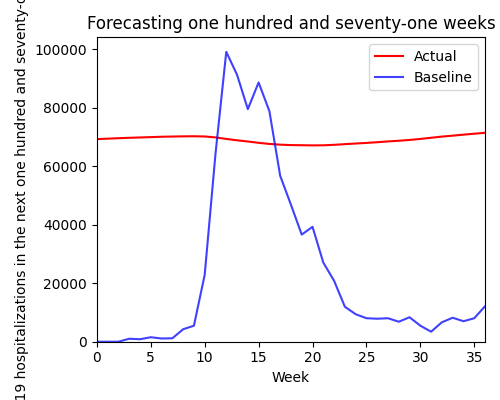 Forecasting one hundred and seventy-one weeks
19 hospitalizations in the next one hundred and seventy-
Actual
Baseline
100000
80000
60000
40000
20000
0
0 5 10 15 20 25 30 35
Week